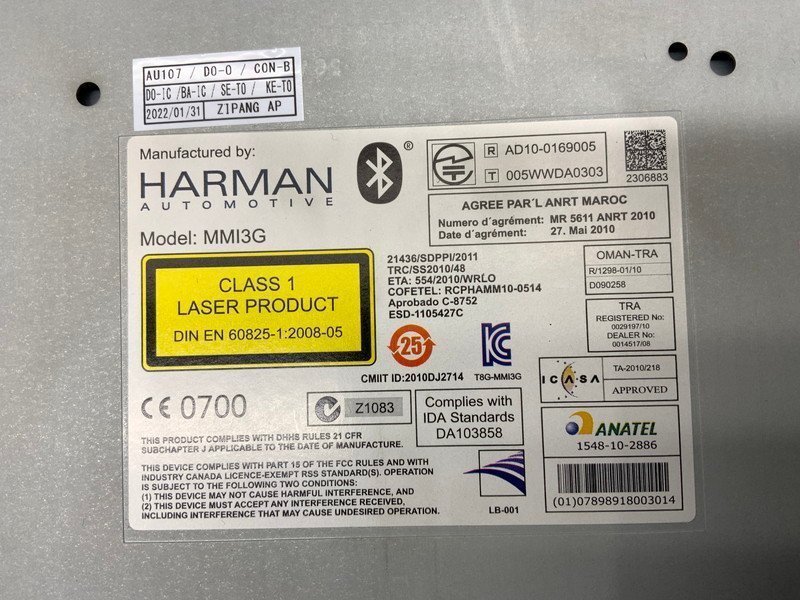 AU107 / DO-O / CON-B
DO-IC / BA-IC / SE-TO / KE-TO
2022/01/31 ZIPANG AP
Manufactured by:
HARMAN
AUTOMOTIVE
Model: MMI3G
®
R AD10-0169005
T 005WWDA0303
2306883
AGREE PAR´L ANRT MAROC
Numero d´agrément: MR 5611 ANRT 2010
Date d´agrément: 27. Mai 2010
CLASS 1
LASER PRODUCT
DIN EN 60825-1:2008-05
21436/SDPPI/2011
TRC/SS2010/48
ETA: 554/2010/WRLO
COFETEL: RCPHAMM10-0514
Aprobado C-8752
ESD-1105427C
OMAN-TRA
R/1298-01/10
D090258
TRA
REGISTERED No:
0029197/10
DEALER No:
0014517/08
25
CMIIT ID:2010DJ2714
T8G-MMI3G
ICASA
TA-2010/218
APPROVED
CE 0700
Z1083
Complies with
IDA Standards
DA103858
ANATEL
1548-10-2886
THIS PRODUCT COMPLIES WITH DHHS RULES 21 CFR
SUBCHAPTER J APPLICABLE TO THE DATE OF MANUFACTURE.
THIS DEVICE COMPLIES WITH PART 15 OF THE FCC RULES AND WITH
INDUSTRY CANADA LICENCE-EXEMPT RSS STANDARD(S). OPERATION
IS SUBJECT TO THE FOLLOWING TWO CONDITIONS:
(1) THIS DEVICE MAY NOT CAUSE HARMFUL INTERFERENCE, AND
(2) THIS DEVICE MUST ACCEPT ANY INTERFERENCE RECEIVED,
INCLUDING INTERFERENCE THAT MAY CAUSE UNDESIRED OPERATION.
LB-001
(01)07898918003014